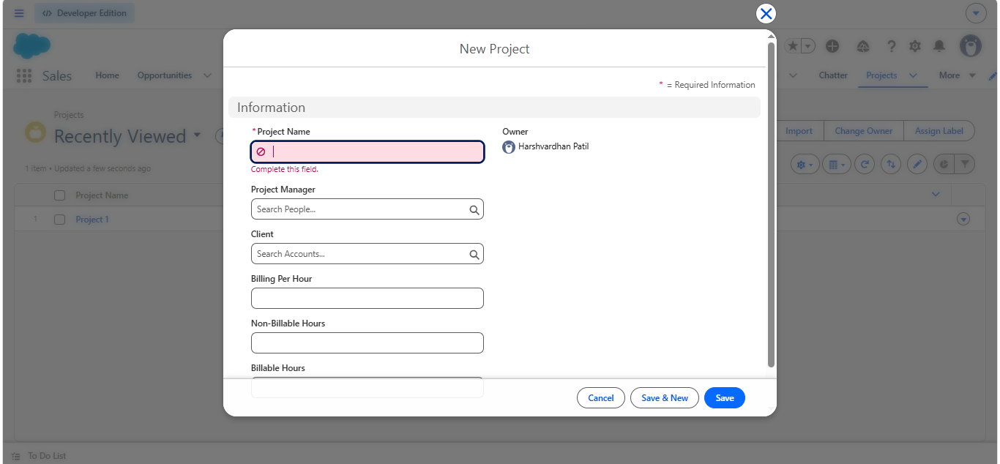 Developer Edition
New Project
Sales
Home
Opportunities
Chatter
Projects
More
* = Required Information
Information
Projects
Recently Viewed
Import
Change Owner
Assign Label
*Project Name
Complete this field.
Owner
Harshvardhan Patil
1 item • Updated a few seconds ago
Project Name
1
Project 1
Project Manager
Search People...
Client
Search Accounts...
Billing Per Hour
Non-Billable Hours
Billable Hours
Cancel
Save & New
Save
To Do List